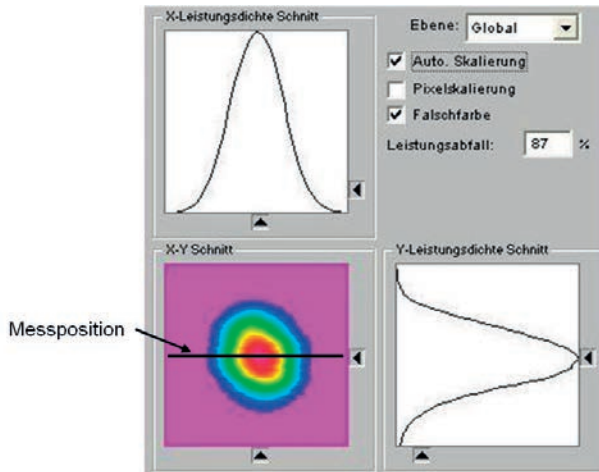 X-Leistungsdichte Schnitt
Ebene: Global
Auto. Skalierung
Pixelskalierung
Falschfarbe
Leistungsabfall: 87 %
X-Y Schnitt
Y-Leistungsdichte Schnitt
Messposition